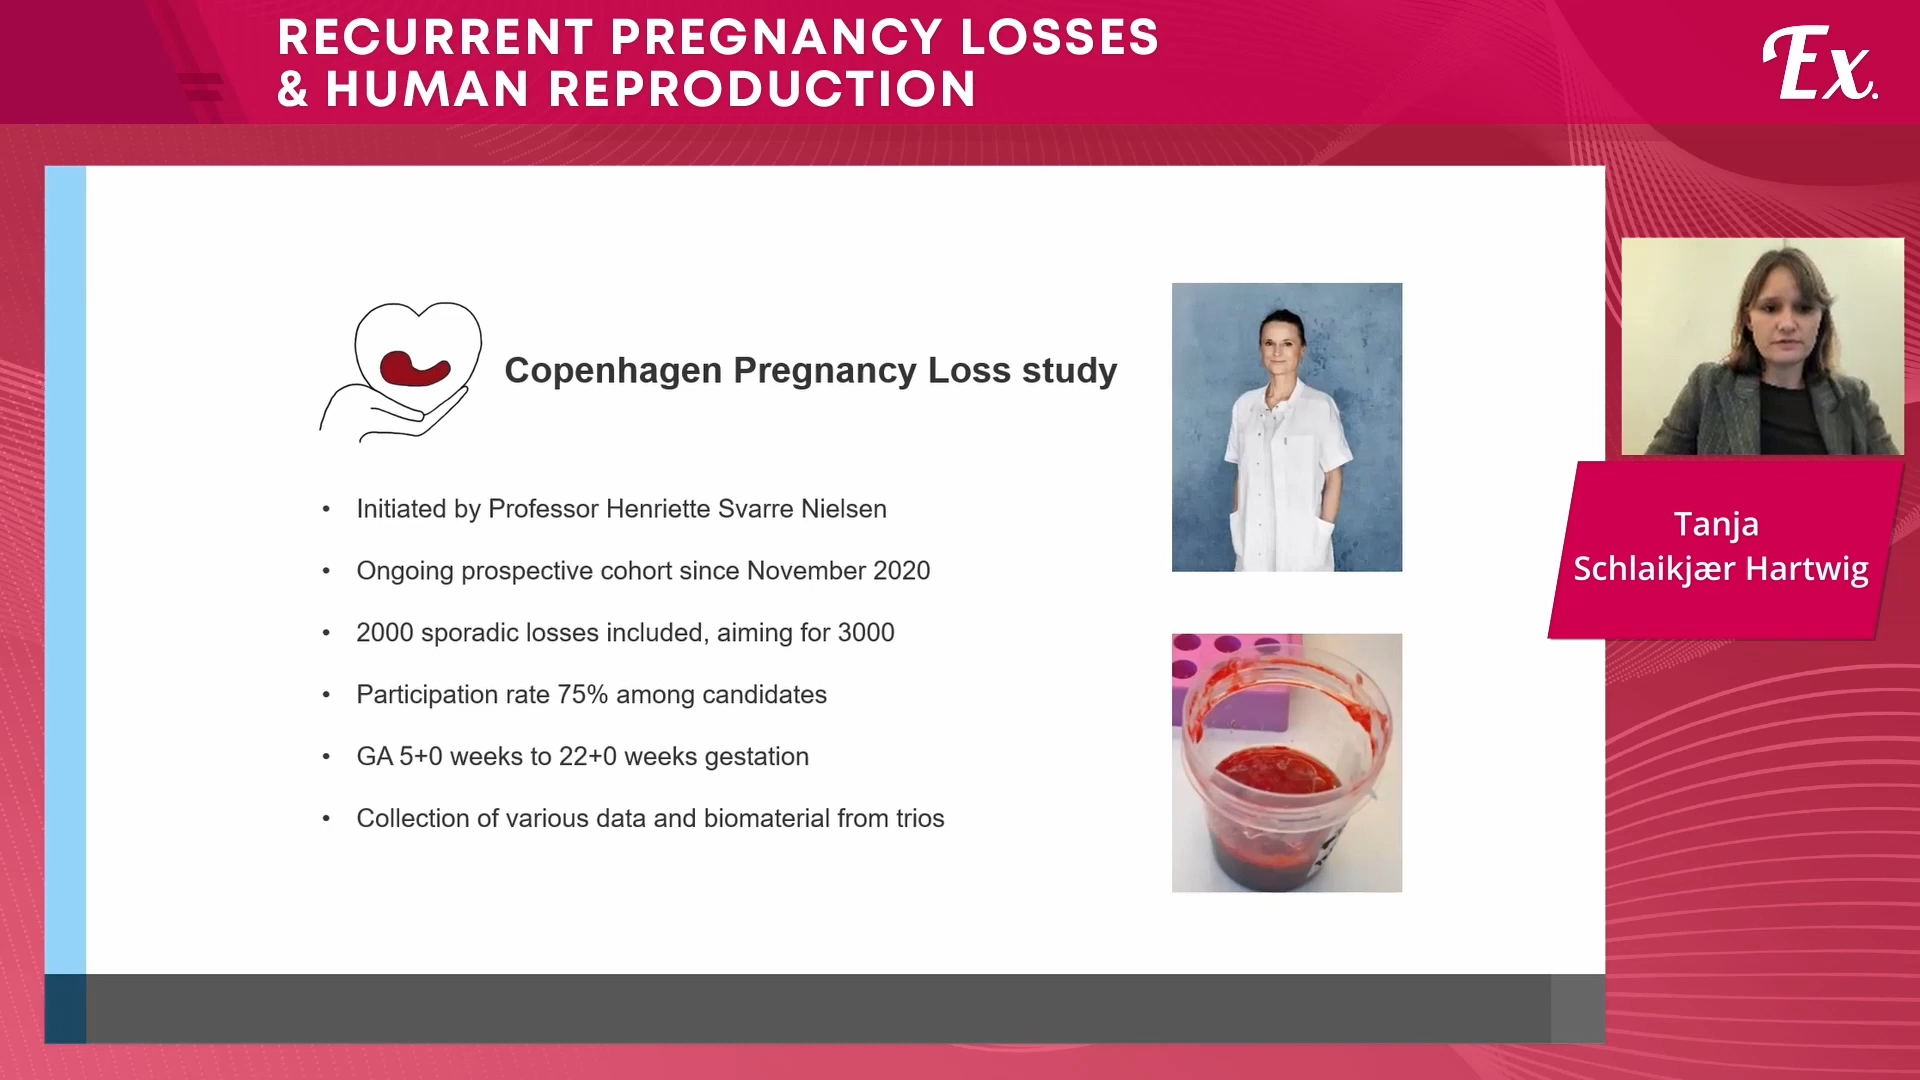 RECURRENT PREGNANCY LOSSES
& HUMAN REPRODUCTION
Ex.
Copenhagen Pregnancy Loss study
• Initiated by Professor Henriette Svarre Nielsen
• Ongoing prospective cohort since November 2020
• 2000 sporadic losses included, aiming for 3000
• Participation rate 75% among candidates
• GA 5+0 weeks to 22+0 weeks gestation
• Collection of various data and biomaterial from trios
Tanja
Schlaikjær Hartwig